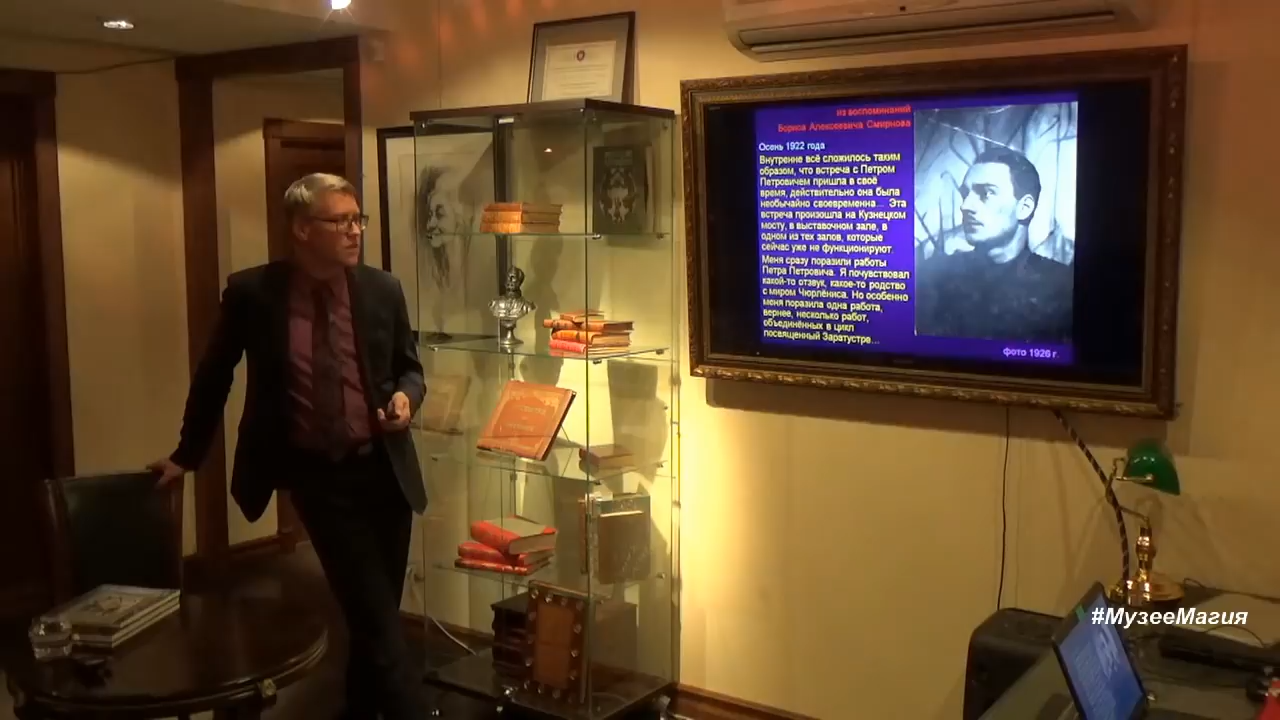 из воспоминаний
Бориса Алексеевича Смирнова
Осень 1922 года
Внутренне всё сложилось таким
образом, что встреча с Петром
Петровичем пришла в своё
время, действительно она была
необычайно своевременна... Эта
встреча произошла на Кузнецком
мосту, в выставочном зале, в
одном из тех залов, которые
сейчас уже не функционируют.
Меня сразу поразили работы
Петра Петровича. Я почувствовал
какой-то отзвук, какое-то родство
с миром Чюрлёниса. Но особенно
меня поразила одна работа,
вернее, несколько работ,
объединённых в цикл
посвященный Заратустре...
фото 1926 г.
#МузееМагия